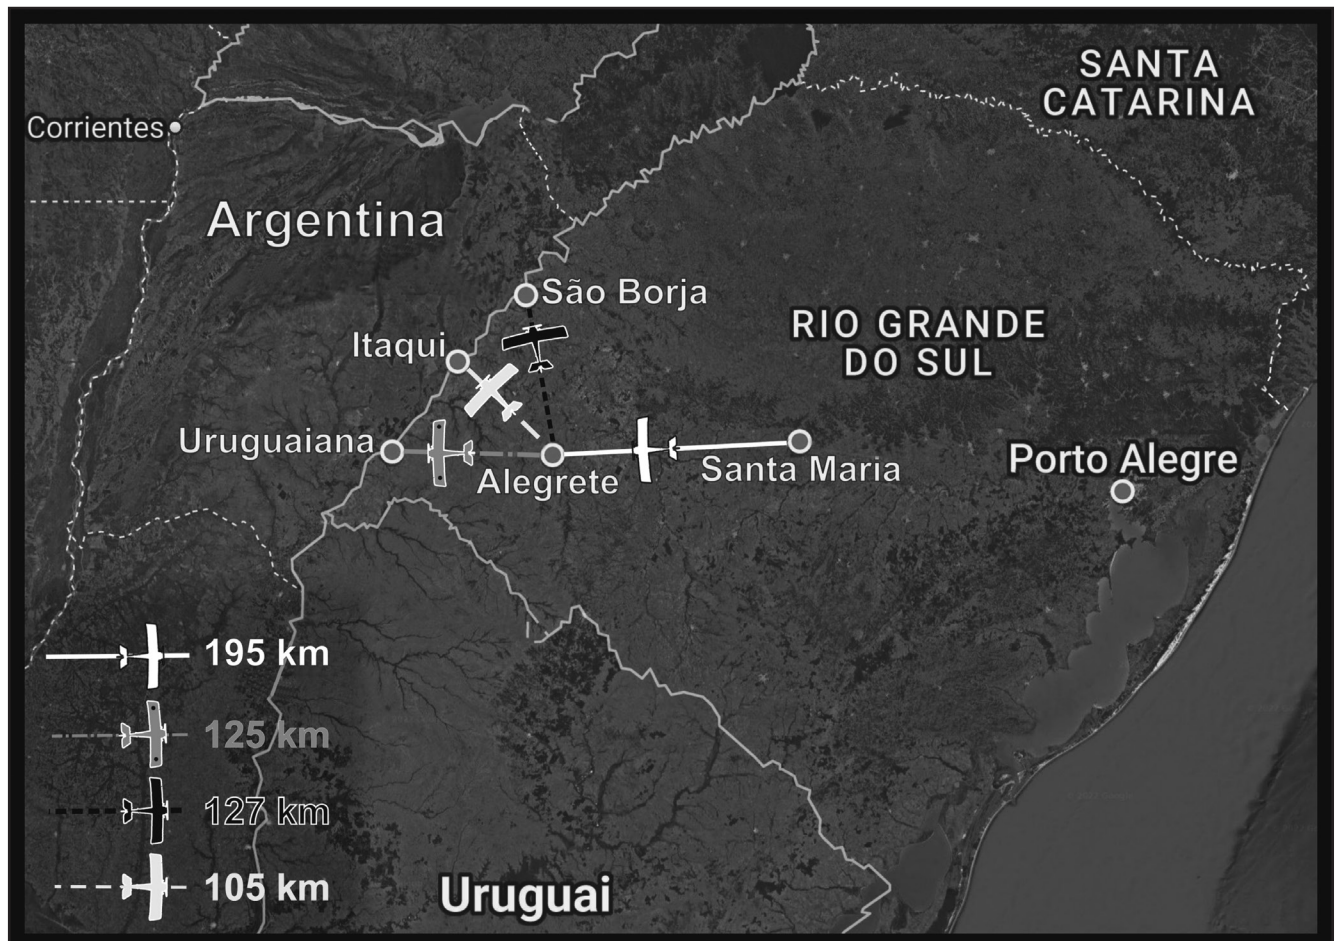 SANTA
CATARINA
Corrientes
Argentina
São Borja
RIO GRANDE
DO SUL
Itaqui
Uruguaiana
Alegrete
Santa Maria
Porto Alegre
195 km
125 km
127 km
105 km
Uruguai